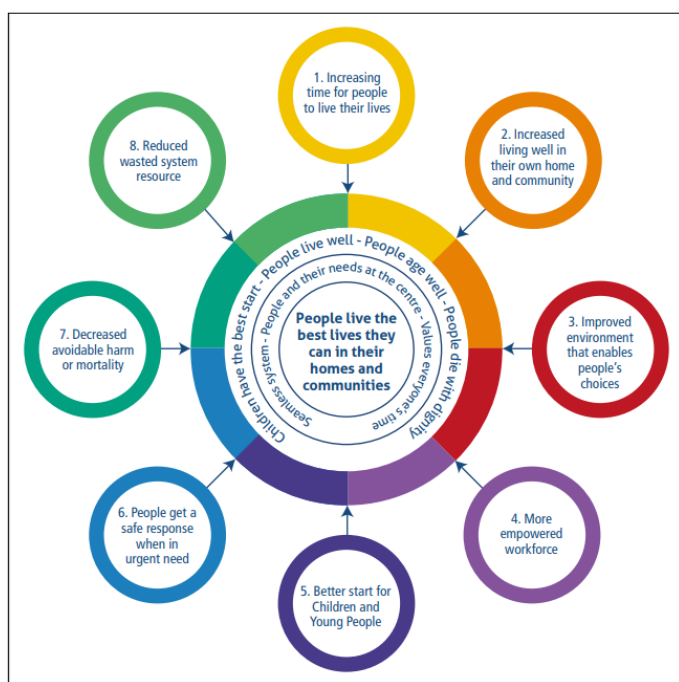 1. Increasing
time for people
to live their lives
2. Increased
living well in
their own home
and community
3. Improved
environment
that enables
people's
choices
4. More
empowered
workforce
5. Better start for
Children and
Young People
6. People get a
safe response
when in
urgent need
7. Decreased
avoidable harm
or mortality
8. Reduced
wasted system
resource
Children have the best start - People live well - People age well - People die with dignity
Seamless system - People and their needs at the centre - Values everyone's time
People live the
best lives they
can in their
homes and
communities